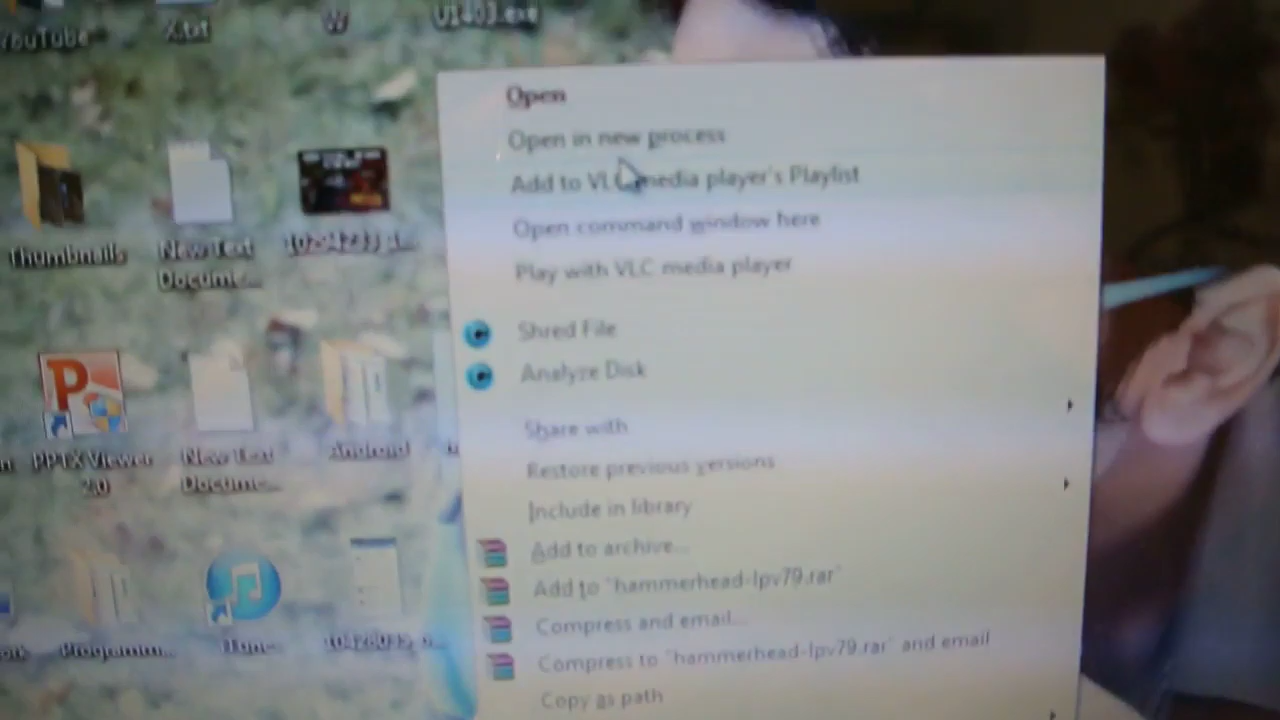 YouTube
X.txt
W
U1403.exe
Open
Open in new process
Add to VLC media player's Playlist
Open command window here
Play with VLC media player
Shred File
Analyze Disk
Share with
Restore previous versions
Include in library
Add to archive...
Add to "hammerhead-lpv79.rar"
Compress and email...
Compress to "hammerhead-lpv79.rar" and email
Copy as path
Thumbnails
New Text
Docume...
PPTX Viewer
2.0
New Text
Docume...
Android
Progamm...